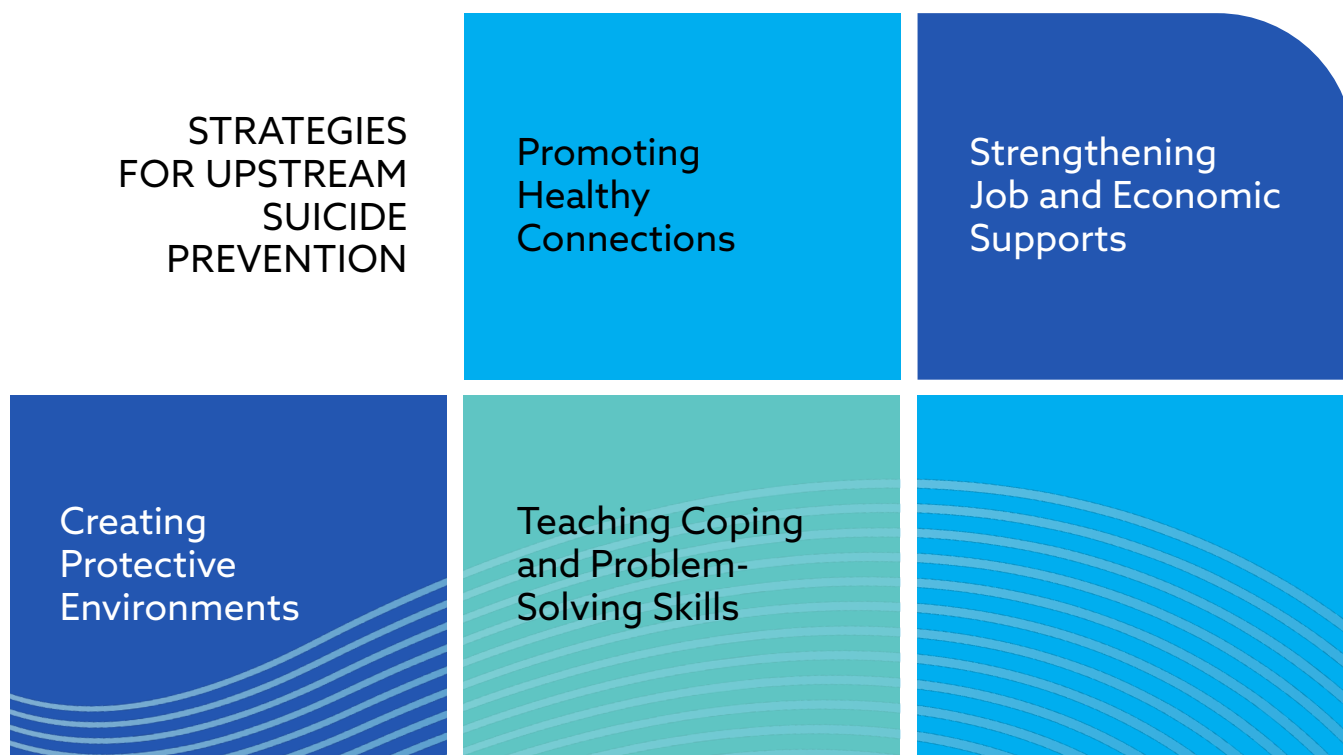 STRATEGIES
FOR UPSTREAM
SUICIDE
PREVENTION
Promoting
Healthy
Connections
Strengthening
Job and Economic
Supports
Creating
Protective
Environments
Teaching Coping
and Problem-
Solving Skills